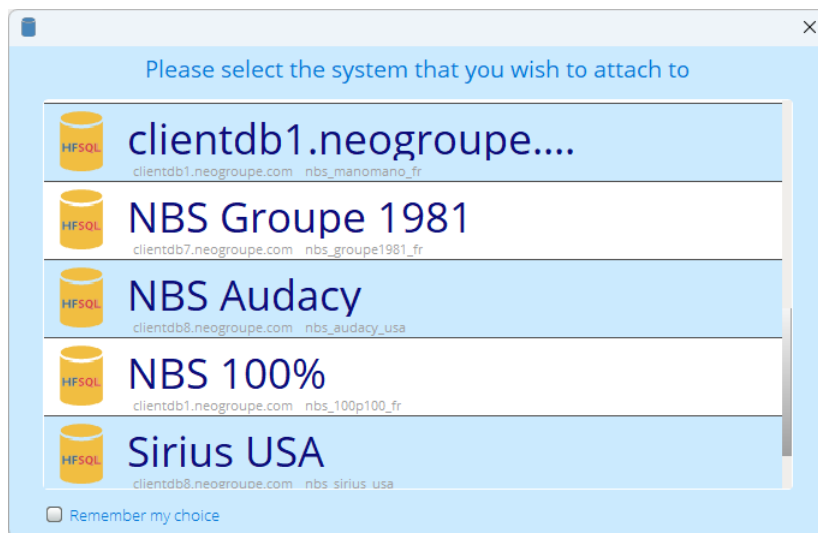 Please select the system that you wish to attach to
HFSQL
clientdb1.neogroupe....
clientdb1.neogroupe.com nbs_manomano_fr
HFSQL
NBS Groupe 1981
clientdb7.neogroupe.com nbs_groupe1981_fr
HFSQL
NBS Audacy
clientdb8.neogroupe.com nbs_audacy_usa
HFSQL
NBS 100%
clientdb1.neogroupe.com nbs_100p100_fr
HFSQL
Sirius USA
clientdb8.neogroupe.com nbs_sirius_usa
Remember my choice